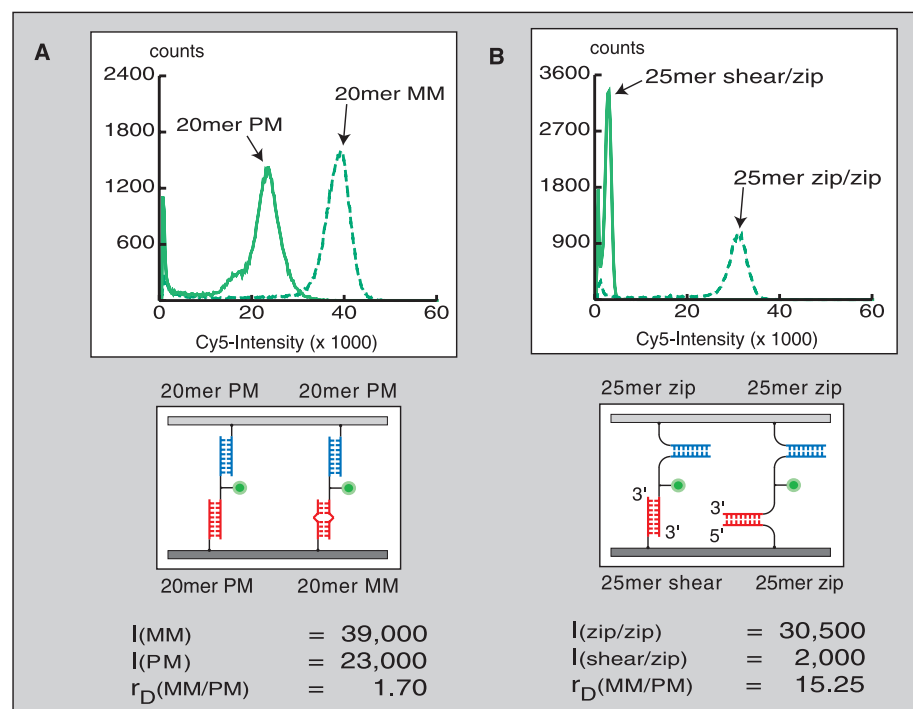 A
counts
2400
1800
1200
600
20mer MM
20mer PM
0 20 40 60
Cy5-Intensity (x 1000)
20mer PM 20mer PM
20mer PM 20mer MM
I(MM) = 39,000
I(PM) = 23,000
rD(MM/PM) = 1.70
B
counts
3600
2700
1800
900
25mer shear/zip
25mer zip/zip
0 20 40 60
Cy5-Intensity (x 1000)
25mer zip 25mer zip
3'
3'
3'
5'
25mer shear 25mer zip
I(zip/zip) = 30,500
I(shear/zip) = 2,000
rD(MM/PM) = 15.25